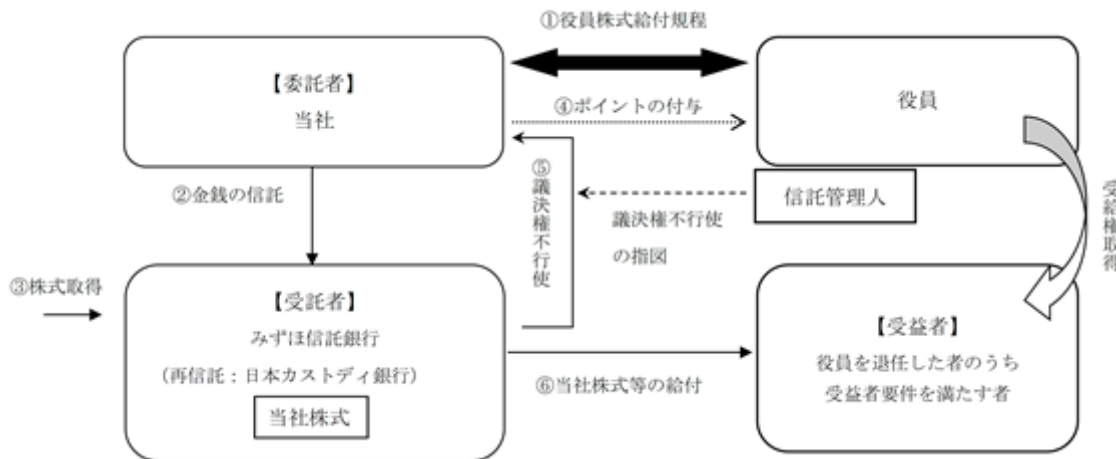 ①役員株式給付規程
【委託者】
当社
役員
④ポイントの付与
②金銭の信託
⑤議決権不行使
信託管理人
議決権不行使
の指図
受給権取得
③株式取得
【受託者】
みずほ信託銀行
（再信託：日本カストディ銀行）
当社株式
⑥当社株式等の給付
【受益者】
役員を退任した者のうち
受益者要件を満たす者